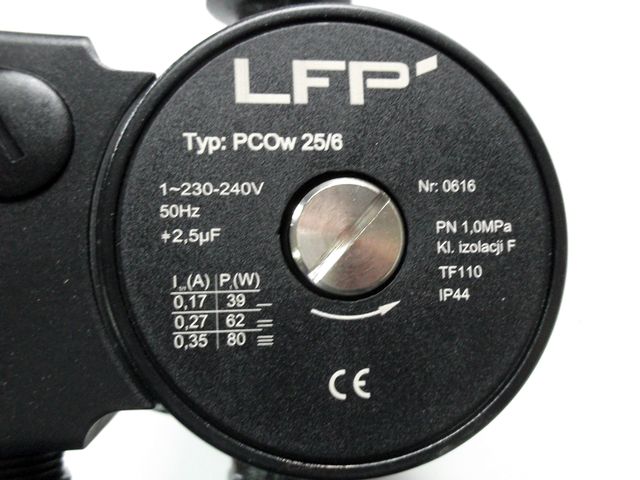 LFP
Typ: PCOw 25/6
1~230-240V
50Hz
2,5µF
Nr: 0616
PN 1,0MPa
Kl. izolacji F
TF110
IP44
I (A) P (W)
0,17 39
0,27 62
0,35 80
CE